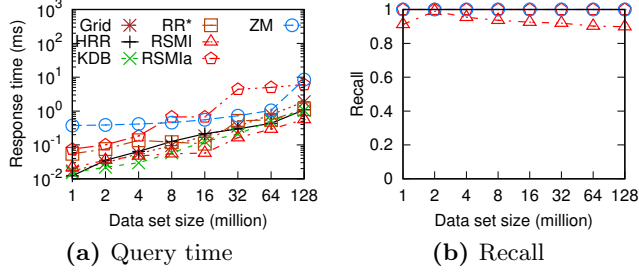 Response time (ms)
10²
10¹
10⁰
10⁻¹
10⁻²
Grid
HRR
KDB
RR*
RSMI
RSMIa
ZM
1 2 4 8 16 32 64 128
Data set size (million)
(a) Query time
Recall
1
0.8
0.6
0.4
0.2
0
1 2 4 8 16 32 64 128
Data set size (million)
(b) Recall